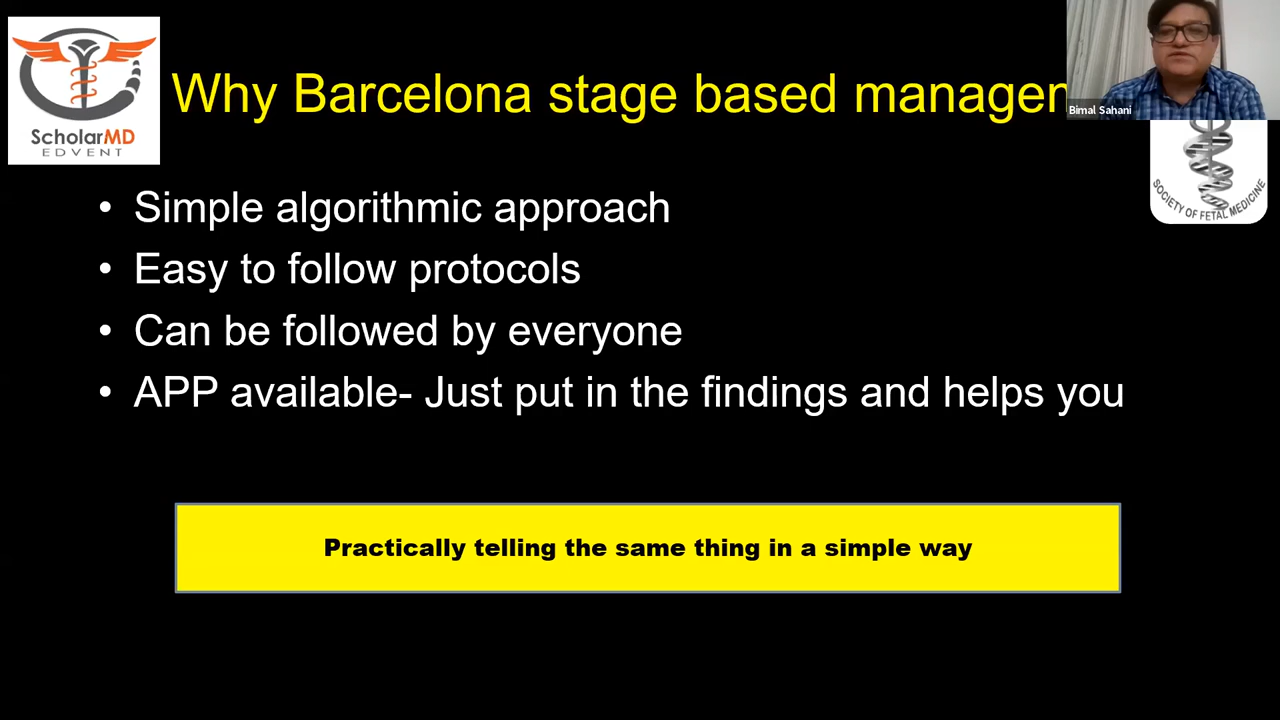 ScholarMD
EDVENT
Why Barcelona stage based managem
Bimal Sahani
SOCIETY OF FETAL MEDICINE
• Simple algorithmic approach
• Easy to follow protocols
• Can be followed by everyone
• APP available- Just put in the findings and helps you
Practically telling the same thing in a simple way